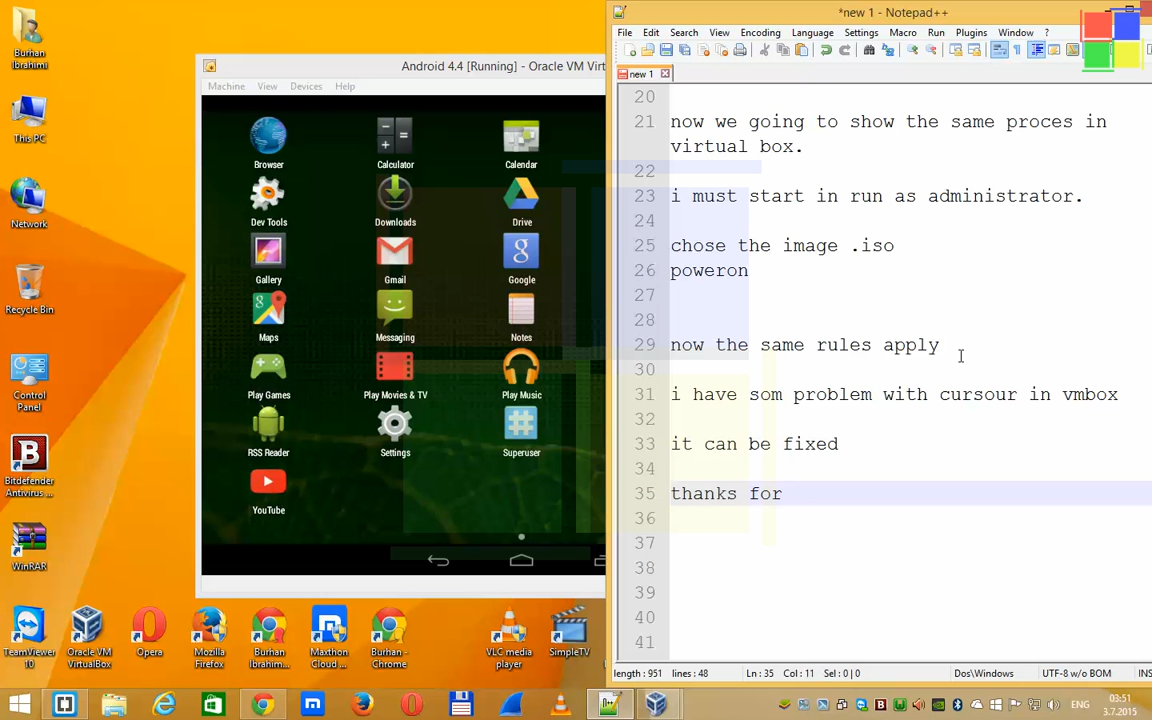 Burhan
Ibrahimi
This PC
Network
Recycle Bin
Control
Panel
Bitdefender
Antivirus ...
WinRAR
TeamViewer
10
Oracle VM
VirtualBox
Opera
Mozilla
Firefox
Burhan
Ibrahim...
Maxthon
Cloud ...
Burhan -
Chrome
VLC media
player
SimpleTV
Android 4.4 [Running] - Oracle VM Virt
Machine View Devices Help
Browser Calculator Calendar
Dev Tools Downloads Drive
Gallery Gmail Google
Maps Messaging Notes
Play Games Play Movies & TV Play Music
RSS Reader Settings Superuser
YouTube
*new 1 - Notepad++
File Edit Search View Encoding Language Settings Macro Run Plugins Window ?
new 1
20
21 now we going to show the same proces in
virtual box.
22
23 i must start in run as administrator.
24
25 chose the image .iso
26 poweron
27
28
29 now the same rules apply
30
31 i have som problem with cursour in vmbox
32
33 it can be fixed
34
35 thanks for
36
37
38
39
40
41
length : 951 lines : 48 Ln : 35 Col : 11 Sel : 0 | 0 Dos\Windows UTF-8 w/o BOM INS
ENG
03:51
3.7.2015